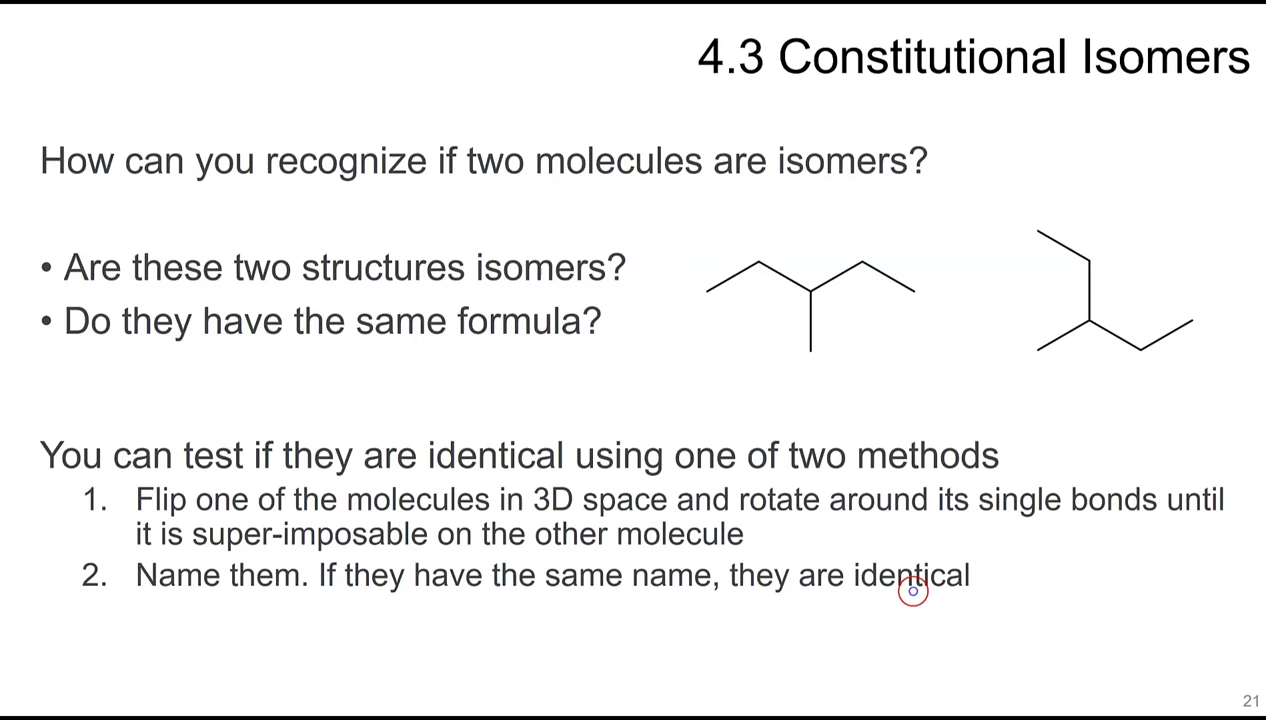 4.3 Constitutional Isomers
How can you recognize if two molecules are isomers?
• Are these two structures isomers?
• Do they have the same formula?
You can test if they are identical using one of two methods
1. Flip one of the molecules in 3D space and rotate around its single bonds until
it is super-imposable on the other molecule
2. Name them. If they have the same name, they are identical
21